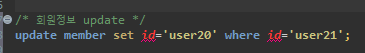 /* 회원정보 update */
update member set id='user20' where id='user21';